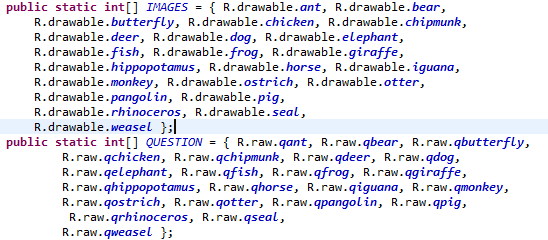 public static int[] IMAGES = { R.drawable.ant, R.drawable.bear,
R.drawable.butterfly, R.drawable.chicken, R.drawable.chipmunk,
R.drawable.deer, R.drawable.dog, R.drawable.elephant,
R.drawable.fish, R.drawable.frog, R.drawable.giraffe,
R.drawable.hippopotamus, R.drawable.horse, R.drawable.iguana,
R.drawable.monkey, R.drawable.ostrich, R.drawable.otter,
R.drawable.pangolin, R.drawable.pig,
R.drawable.rhinoceros, R.drawable.seal,
R.drawable.weasel };
public static int[] QUESTION = { R.raw.qant, R.raw.qbear, R.raw.qbutterfly,
R.raw.qchicken, R.raw.qchipmunk, R.raw.qdeer, R.raw.qdog,
R.raw.qelephant, R.raw.qfish, R.raw.qfrog, R.raw.qgiraffe,
R.raw.qhippopotamus, R.raw.qhorse, R.raw.qiguana, R.raw.qmonkey,
R.raw.qostrich, R.raw.qotter, R.raw.qpangolin, R.raw.qpig,
R.raw.qrhinoceros, R.raw.qseal,
R.raw.qweasel };